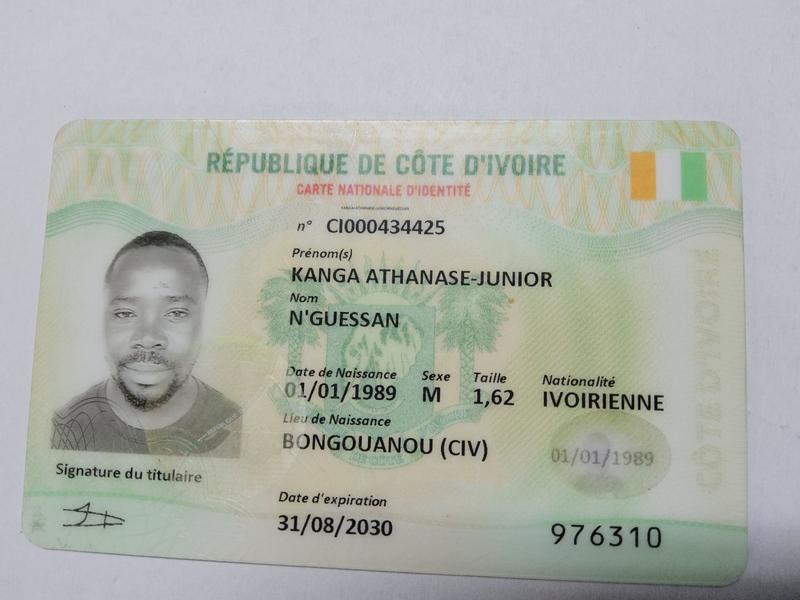 RÉPUBLIQUE DE CÔTE D'IVOIRE
CARTE NATIONALE D'IDENTITÉ
n° CI000434425
Prénom(s)
KANGA ATHANASE-JUNIOR
Nom
N'GUESSAN
Date de Naissance Sexe Taille Nationalité
01/01/1989 M 1,62 IVOIRIENNE
Lieu de Naissance
BONGOUANOU (CIV)
01/01/1989
Signature du titulaire
Date d'expiration
31/08/2030
976310
CÔTE D'IVOIRE